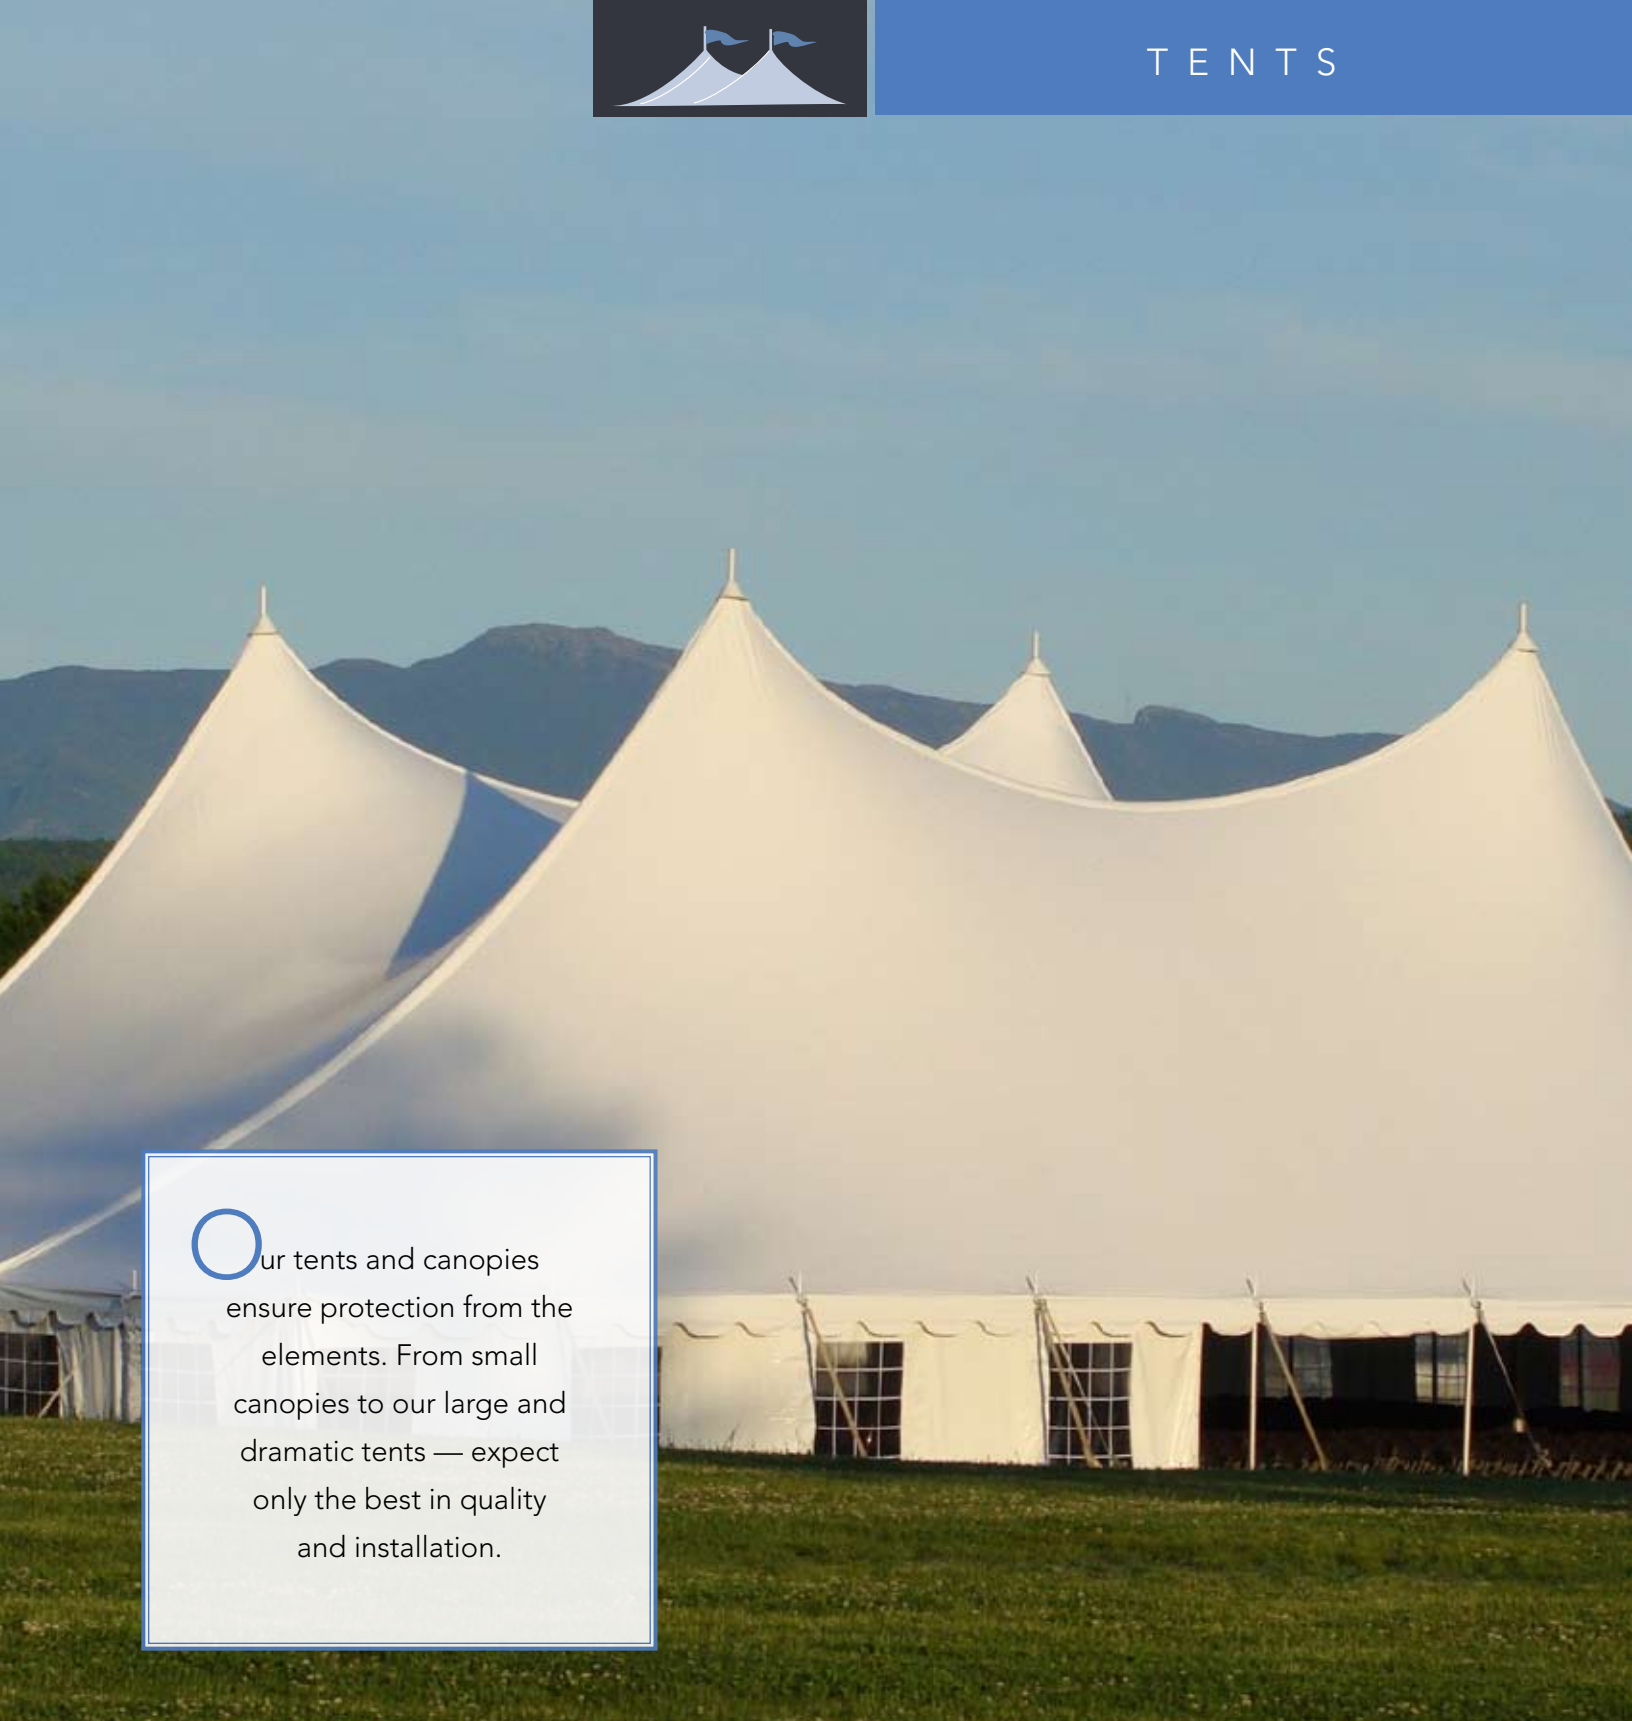 TENTS
Our tents and canopies
ensure protection from the
elements. From small
canopies to our large and
dramatic tents — expect
only the best in quality
and installation.